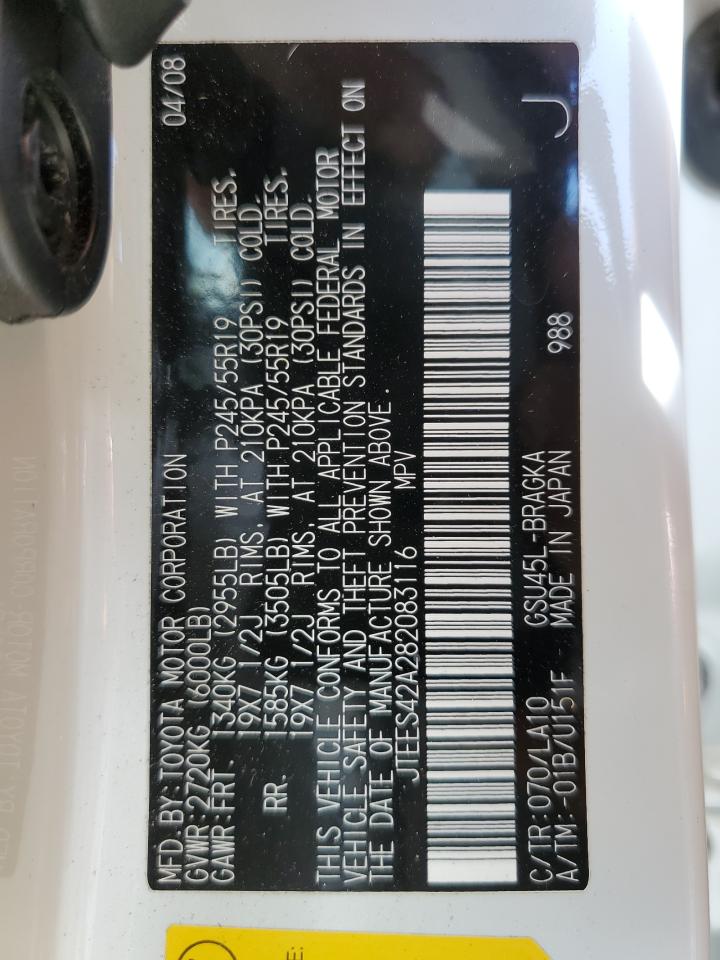 MFD.BY:TOYOTA MOTOR CORPORATION 04/08
GVWR:2720KG (6000LB)
GAWR:FRT. 1340KG (2955LB) WITH P245/55R19 TIRES,
19X7 1/2J RIMS, AT 210KPA (30PSI) COLD.
RR. 1585KG (3505LB) WITH P245/55R19 TIRES,
19X7 1/2J RIMS, AT 210KPA (30PSI) COLD.
THIS VEHICLE CONFORMS TO ALL APPLICABLE FEDERAL MOTOR
VEHICLE SAFETY AND THEFT PREVENTION STANDARDS IN EFFECT ON
THE DATE OF MANUFACTURE SHOWN ABOVE.
JTEES42A282083116 MPV
C/TR:070/LA10 GSU45L-BRAGKA J
A/TM:-01B/U151F MADE IN JAPAN 988
E: